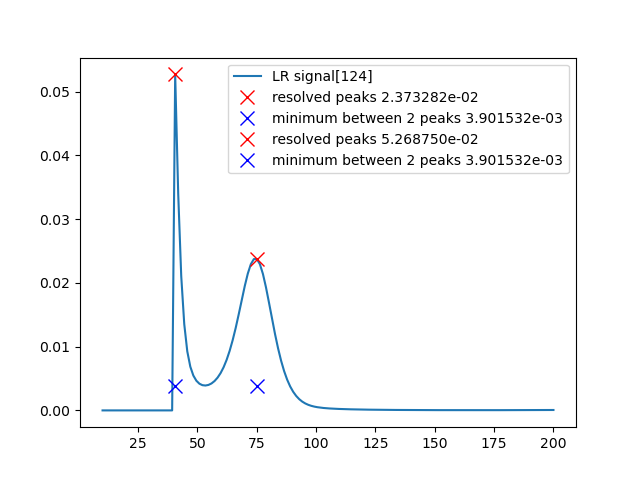 LR signal[124]
resolved peaks 2.373282e-02
minimum between 2 peaks 3.901532e-03
resolved peaks 5.268750e-02
minimum between 2 peaks 3.901532e-03
0.05
0.04
0.03
0.02
0.01
0.00
25 50 75 100 125 150 175 200